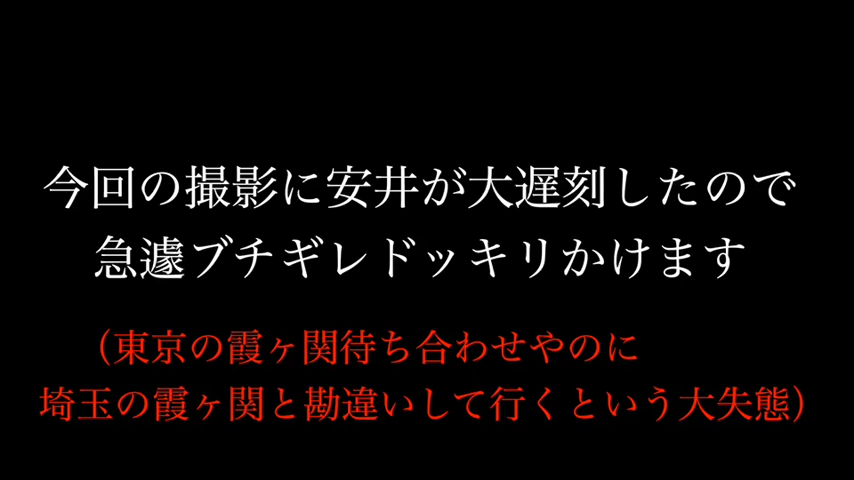 今回の撮影に安井が大遅刻したので
急遽ブチギレドッキリかけます
（東京の霞ヶ関待ち合わせやのに
埼玉の霞ヶ関と勘違いして行くという大失態）